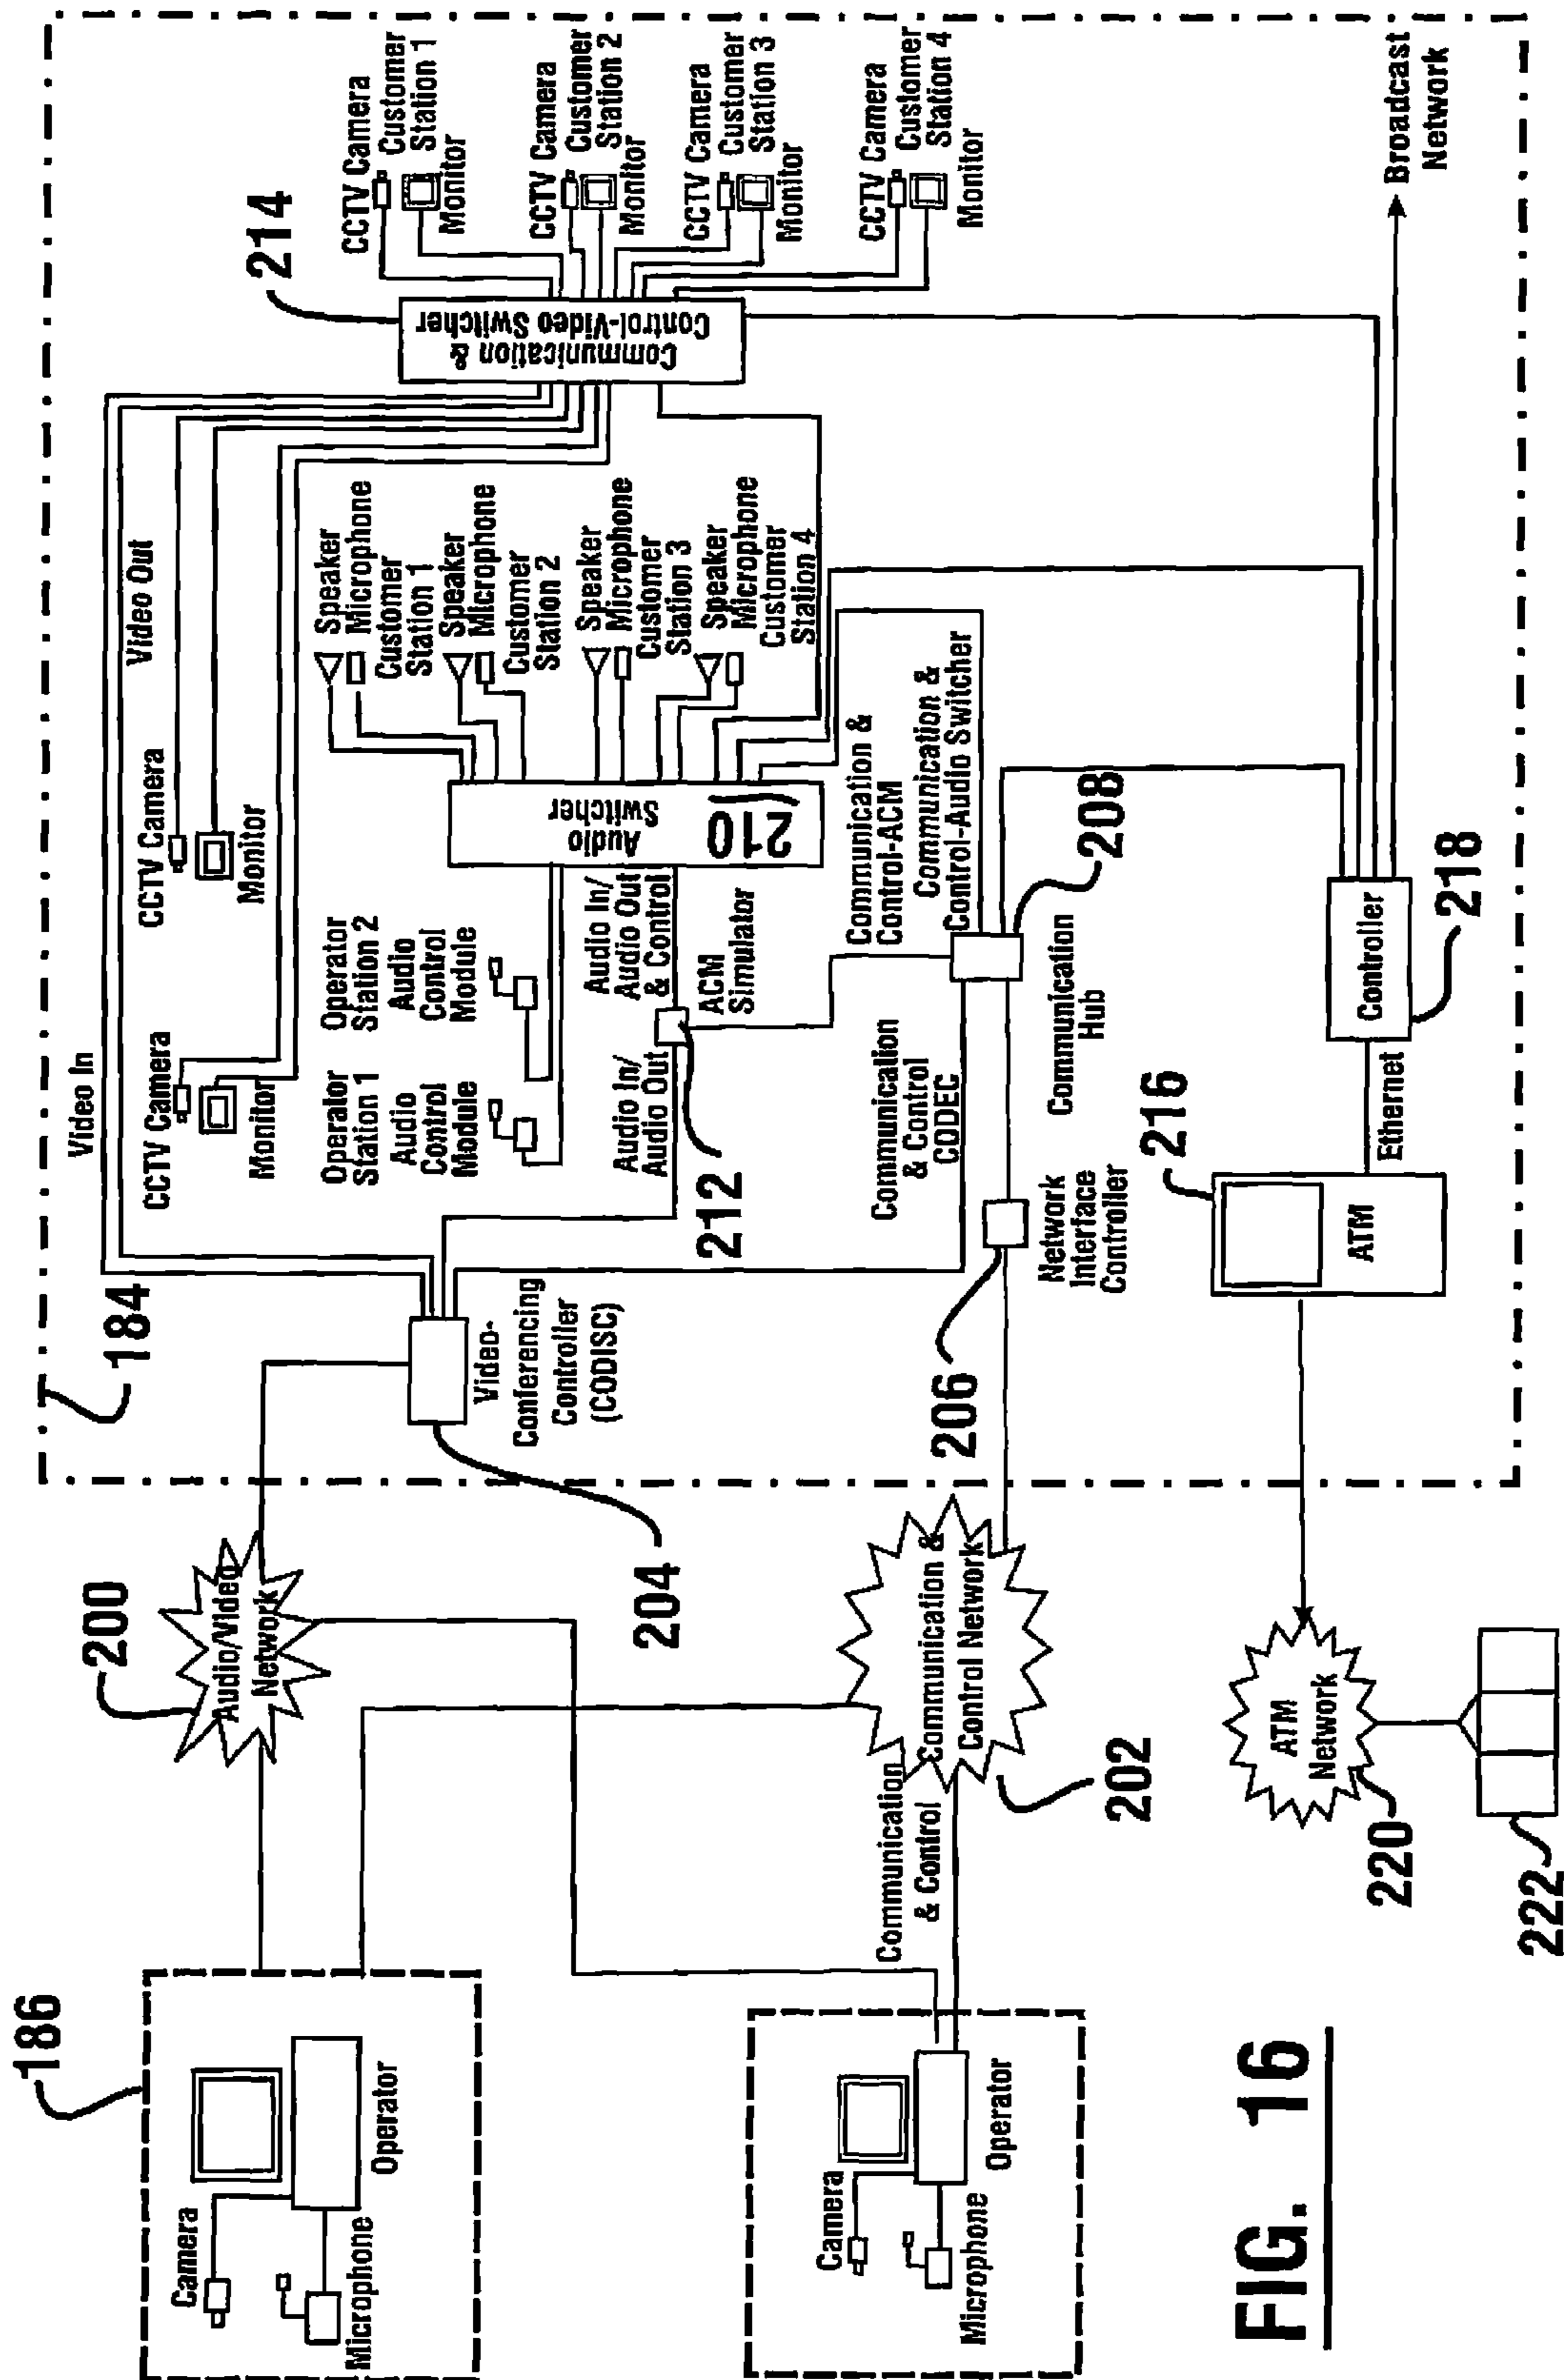 186
Camera
Microphone
Operator
Camera
Microphone
Operator
200
Audio/Video
Network
204
Communication
& Control
Communication &
Control Network
202
ATM
Network
220
222
184
Video In
Video Out
CCTV Camera
Monitor
CCTV Camera
Monitor
Video-
Conferencing
Controller
(CODISC)
Operator
Station 1
Audio
Control
Module
Operator
Station 2
Audio
Control
Module
Audio In/
Audio Out
Audio In/
Audio Out
& Control
ACM
Simulator
212
Audio
Switcher
210
Speaker
Microphone
Customer
Station 1
Speaker
Microphone
Customer
Station 2
Speaker
Microphone
Customer
Station 3
Speaker
Microphone
Customer
Station 4
214
Communication &
Control-Video Switcher
CCTV Camera
Customer
Station 1
Monitor
CCTV Camera
Customer
Station 2
Monitor
CCTV Camera
Customer
Station 3
Monitor
CCTV Camera
Customer
Station 4
Monitor
Communication
& Control
CODEC
Communication &
Control-ACM
Communication &
Control-Audio Switcher
208
Communication
Hub
206
Network
Interface
Controller
216
ATM
Ethernet
Controller
218
Broadcast
Network
FIG. 16